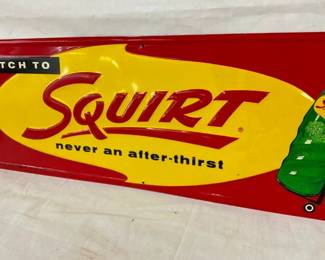 TCH TO
SQUIRT®
never an after-thirst